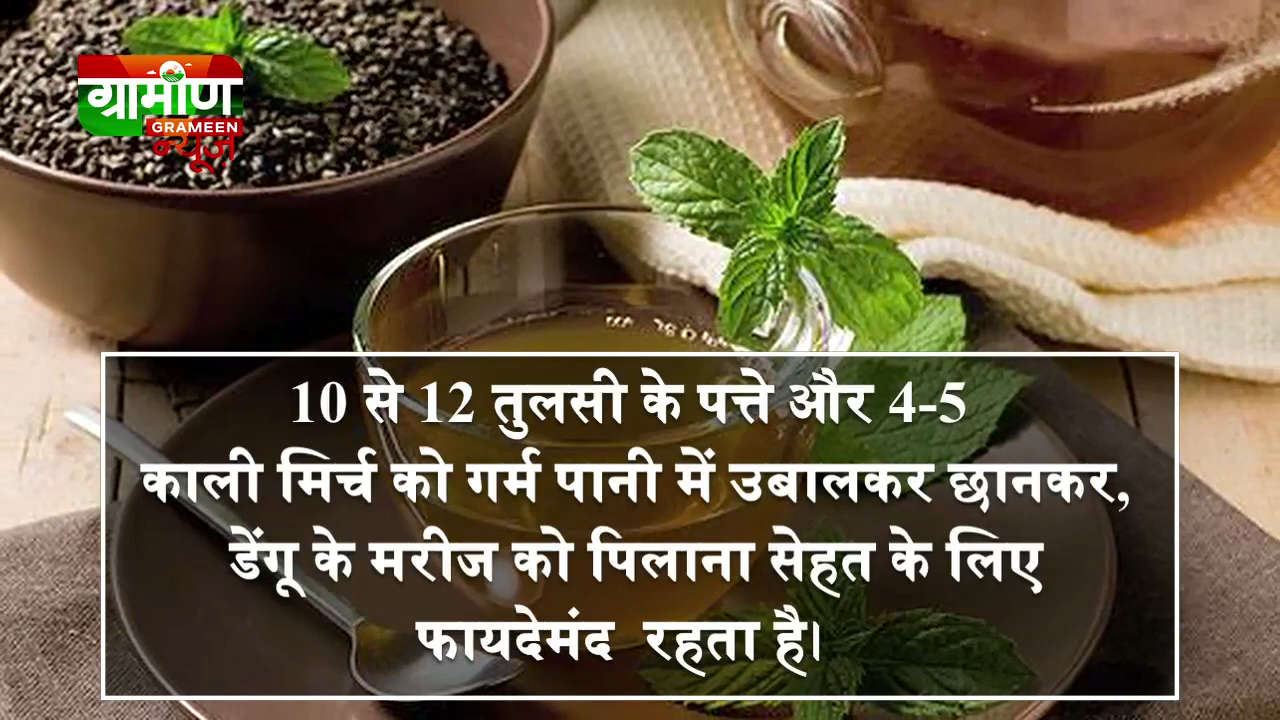 ग्रामीण
GRAMEEN
न्यूज़
10 से 12 तुलसी के पत्ते और 4-5
काली मिर्च को गर्म पानी में उबालकर छानकर,
डेंगू के मरीज को पिलाना सेहत के लिए
फायदेमंद रहता है।